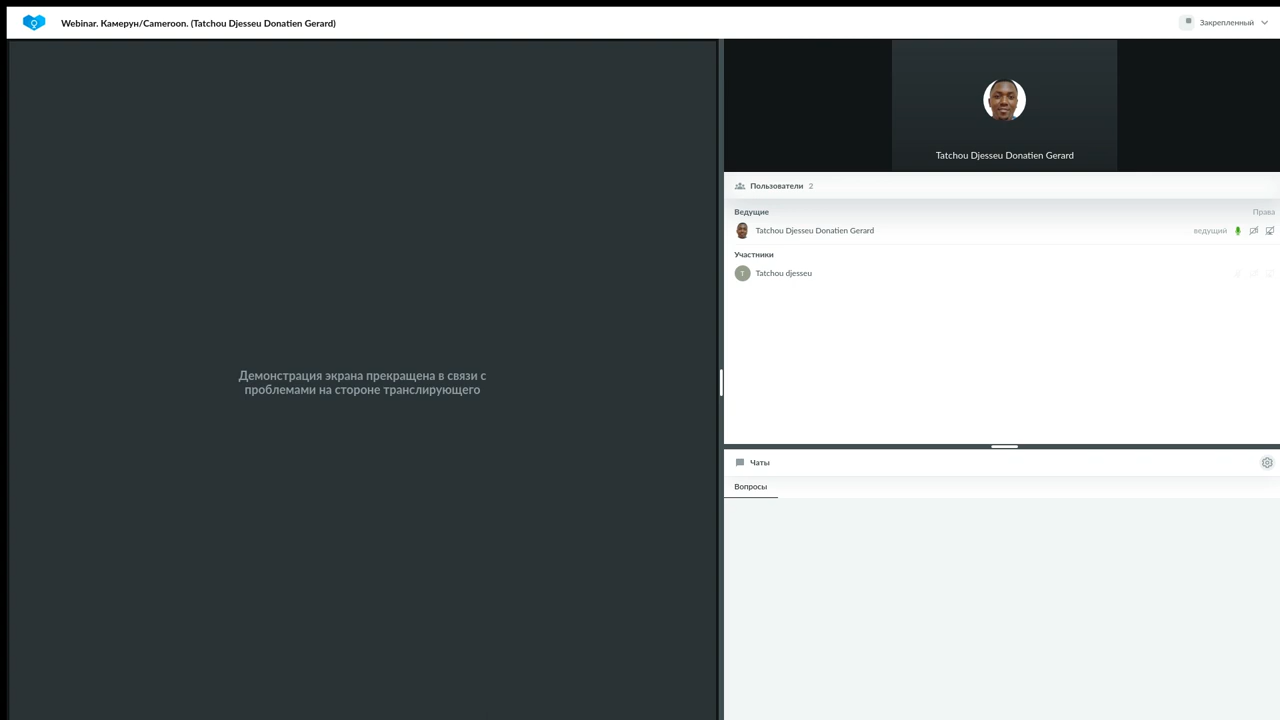 Webinar. Камерун/Cameroon. (Tatchou Djesseu Donatien Gerard)
Закрепленный
Tatchou Djesseu Donatien Gerard
Пользователи 2
Ведущие Права
Tatchou Djesseu Donatien Gerard ведущий
Участники
T Tatchou djesseu
Демонстрация экрана прекращена в связи с
проблемами на стороне транслирующего
Чаты
Вопросы